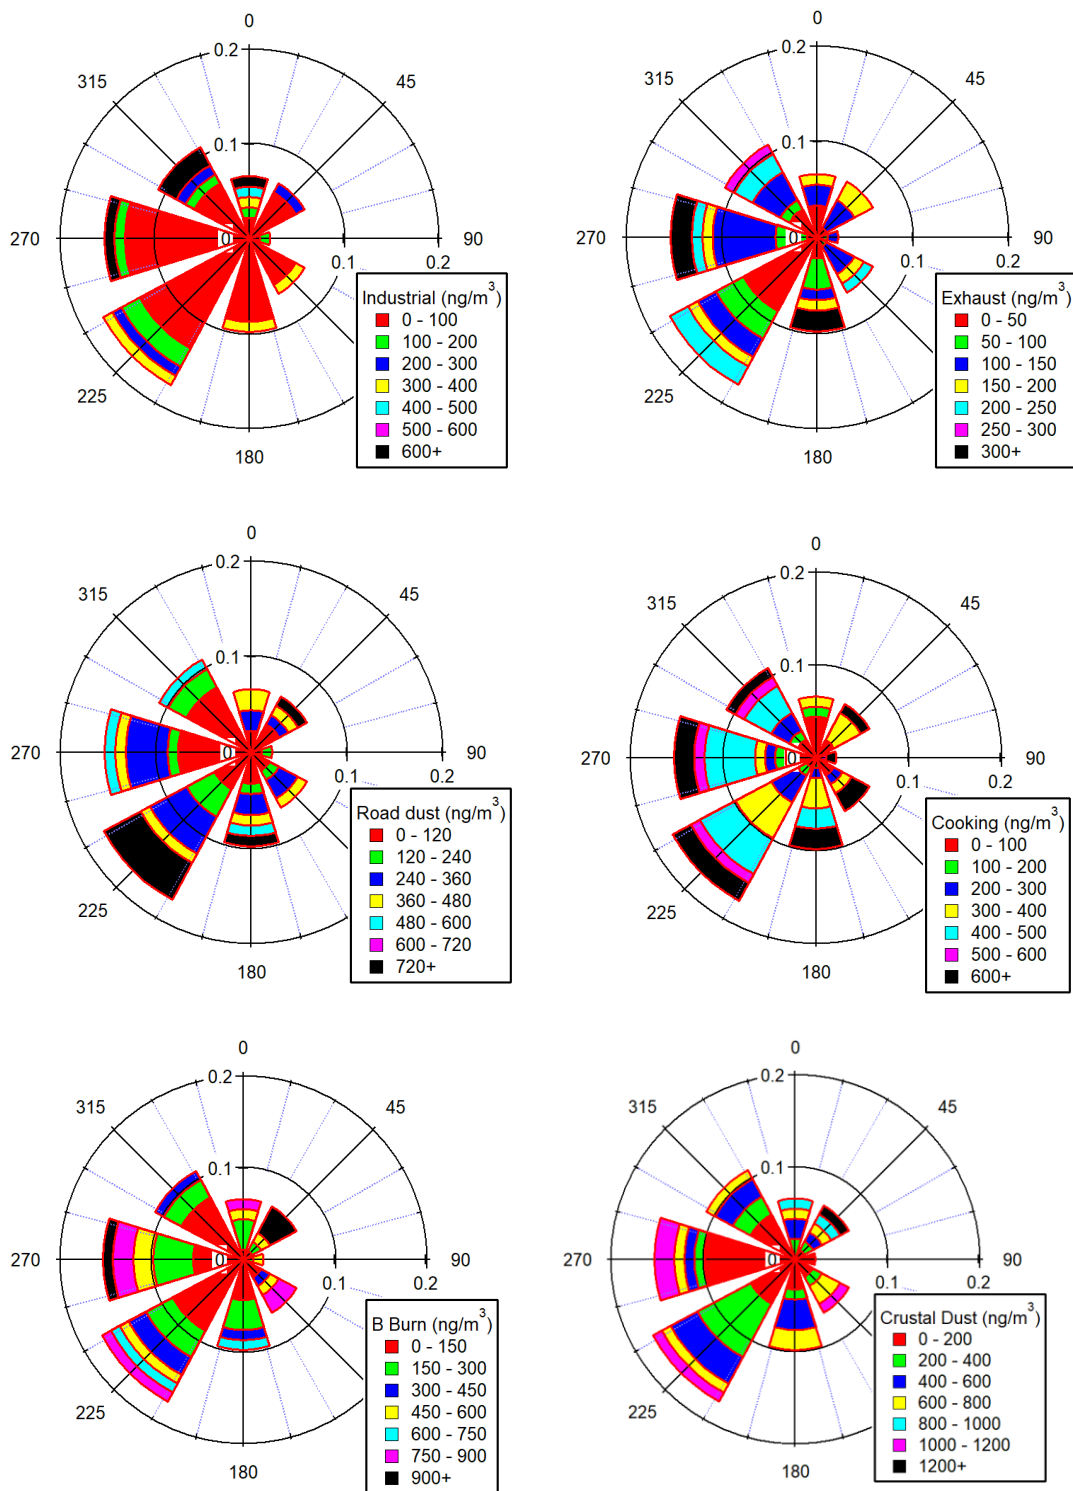 0
0.2
315
45
0.1
270
0
90
0.1
0.2
225
180
Industrial (ng/m³)
0 - 100
100 - 200
200 - 300
300 - 400
400 - 500
500 - 600
600+
0
0.2
315
45
0.1
270
0
90
0.1
0.2
225
180
Exhaust (ng/m³)
0 - 50
50 - 100
100 - 150
150 - 200
200 - 250
250 - 300
300+
0
0.2
315
45
0.1
270
0
90
0.1
0.2
225
180
Road dust (ng/m³)
0 - 120
120 - 240
240 - 360
360 - 480
480 - 600
600 - 720
720+
0
0.2
315
45
0.1
270
0
90
0.1
0.2
225
180
Cooking (ng/m³)
0 - 100
100 - 200
200 - 300
300 - 400
400 - 500
500 - 600
600+
0
0.2
315
45
0.1
270
0
90
0.1
0.2
225
180
B Burn (ng/m³)
0 - 150
150 - 300
300 - 450
450 - 600
600 - 750
750 - 900
900+
0
0.2
315
45
0.1
270
0
90
0.1
0.2
225
180
Crustal Dust (ng/m³)
0 - 200
200 - 400
400 - 600
600 - 800
800 - 1000
1000 - 1200
1200+